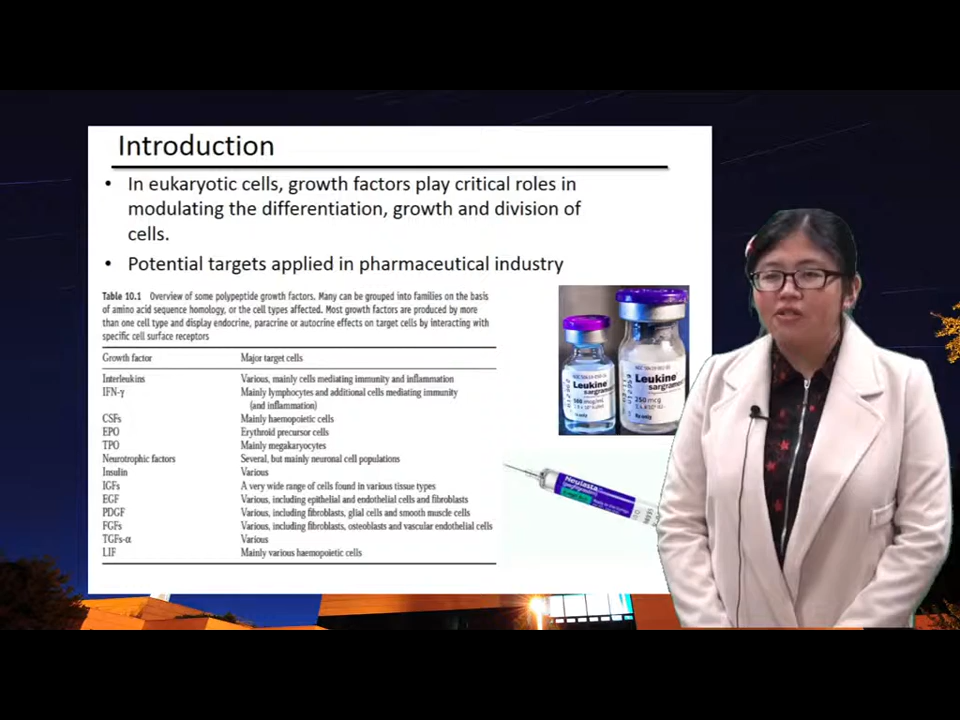 Introduction
• In eukaryotic cells, growth factors play critical roles in
modulating the differentiation, growth and division of
cells.
• Potential targets applied in pharmaceutical industry
Table 10.1 Overview of some polypeptide growth factors. Many can be grouped into families on the basis
of amino acid sequence homology, or the cell types affected. Most growth factors are produced by more
than one cell type and display endocrine, paracrine or autocrine effects on target cells by interacting with
specific cell surface receptors
Growth factor Major target cells
Interleukins Various, mainly cells mediating immunity and inflammation
IFN-γ Mainly lymphocytes and additional cells mediating immunity
(and inflammation)
CSFs Mainly haemopoietic cells
EPO Erythroid precursor cells
TPO Mainly megakaryocytes
Neurotrophic factors Several, but mainly neuronal cell populations
Insulin Various
IGFs A very wide range of cells found in various tissue types
EGF Various, including epithelial and endothelial cells and fibroblasts
PDGF Various, including fibroblasts, glial cells and smooth muscle cells
FGFs Various, including fibroblasts, osteoblasts and vascular endothelial cells
TGFs-α Various
LIF Mainly various haemopoietic cells
Leukine
sargram
Leukine
sargram
250 mcg
Neulasta